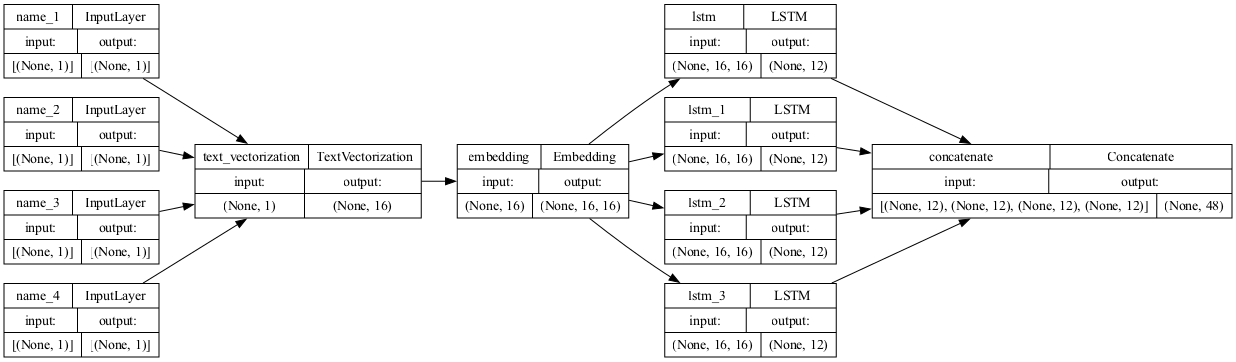 name_1 InputLayer
input: output:
[(None, 1)] [(None, 1)]
name_2 InputLayer
input: output:
[(None, 1)] [(None, 1)]
name_3 InputLayer
input: output:
[(None, 1)] [(None, 1)]
name_4 InputLayer
input: output:
[(None, 1)] [(None, 1)]
text_vectorization TextVectorization
input: output:
(None, 1) (None, 16)
embedding Embedding
input: output:
(None, 16) (None, 16, 16)
lstm LSTM
input: output:
(None, 16, 16) (None, 12)
lstm_1 LSTM
input: output:
(None, 16, 16) (None, 12)
lstm_2 LSTM
input: output:
(None, 16, 16) (None, 12)
lstm_3 LSTM
input: output:
(None, 16, 16) (None, 12)
concatenate Concatenate
input: output:
[(None, 12), (None, 12), (None, 12), (None, 12)] (None, 48)